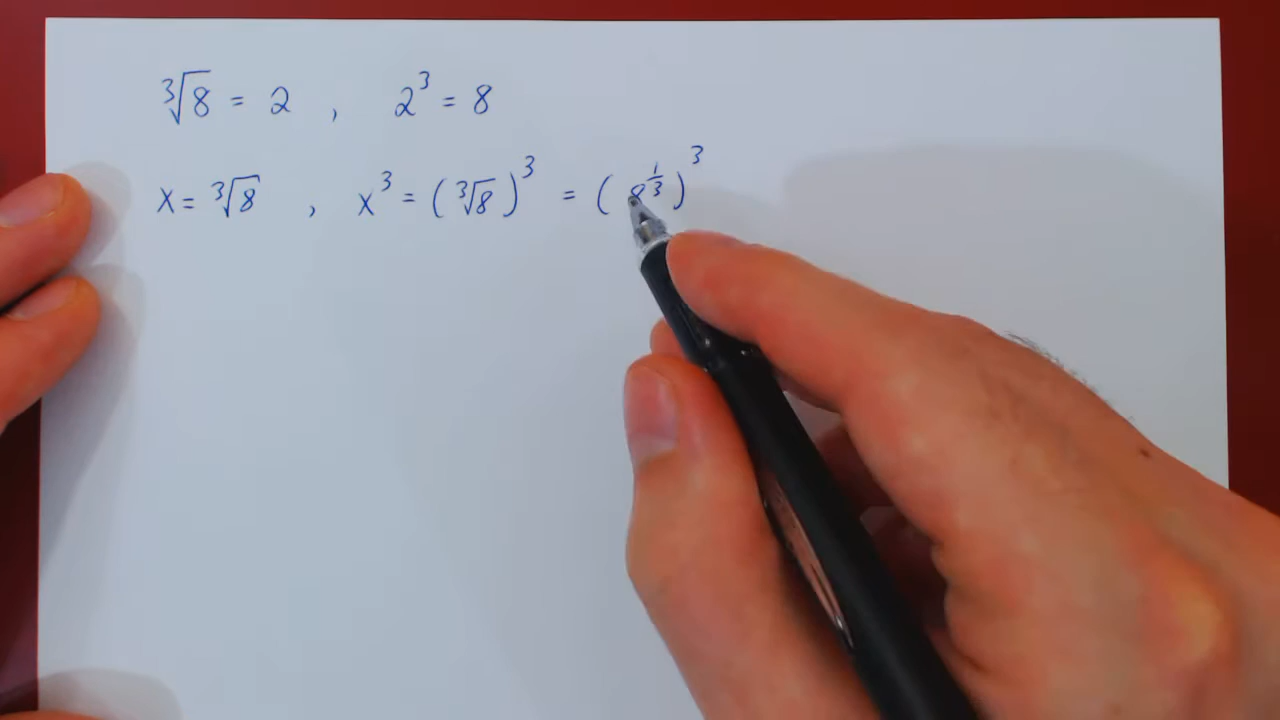 ∛8 = 2 , 2³ = 8
x = ∛8 , x³ = (∛8)³ = (8^(1/3))³